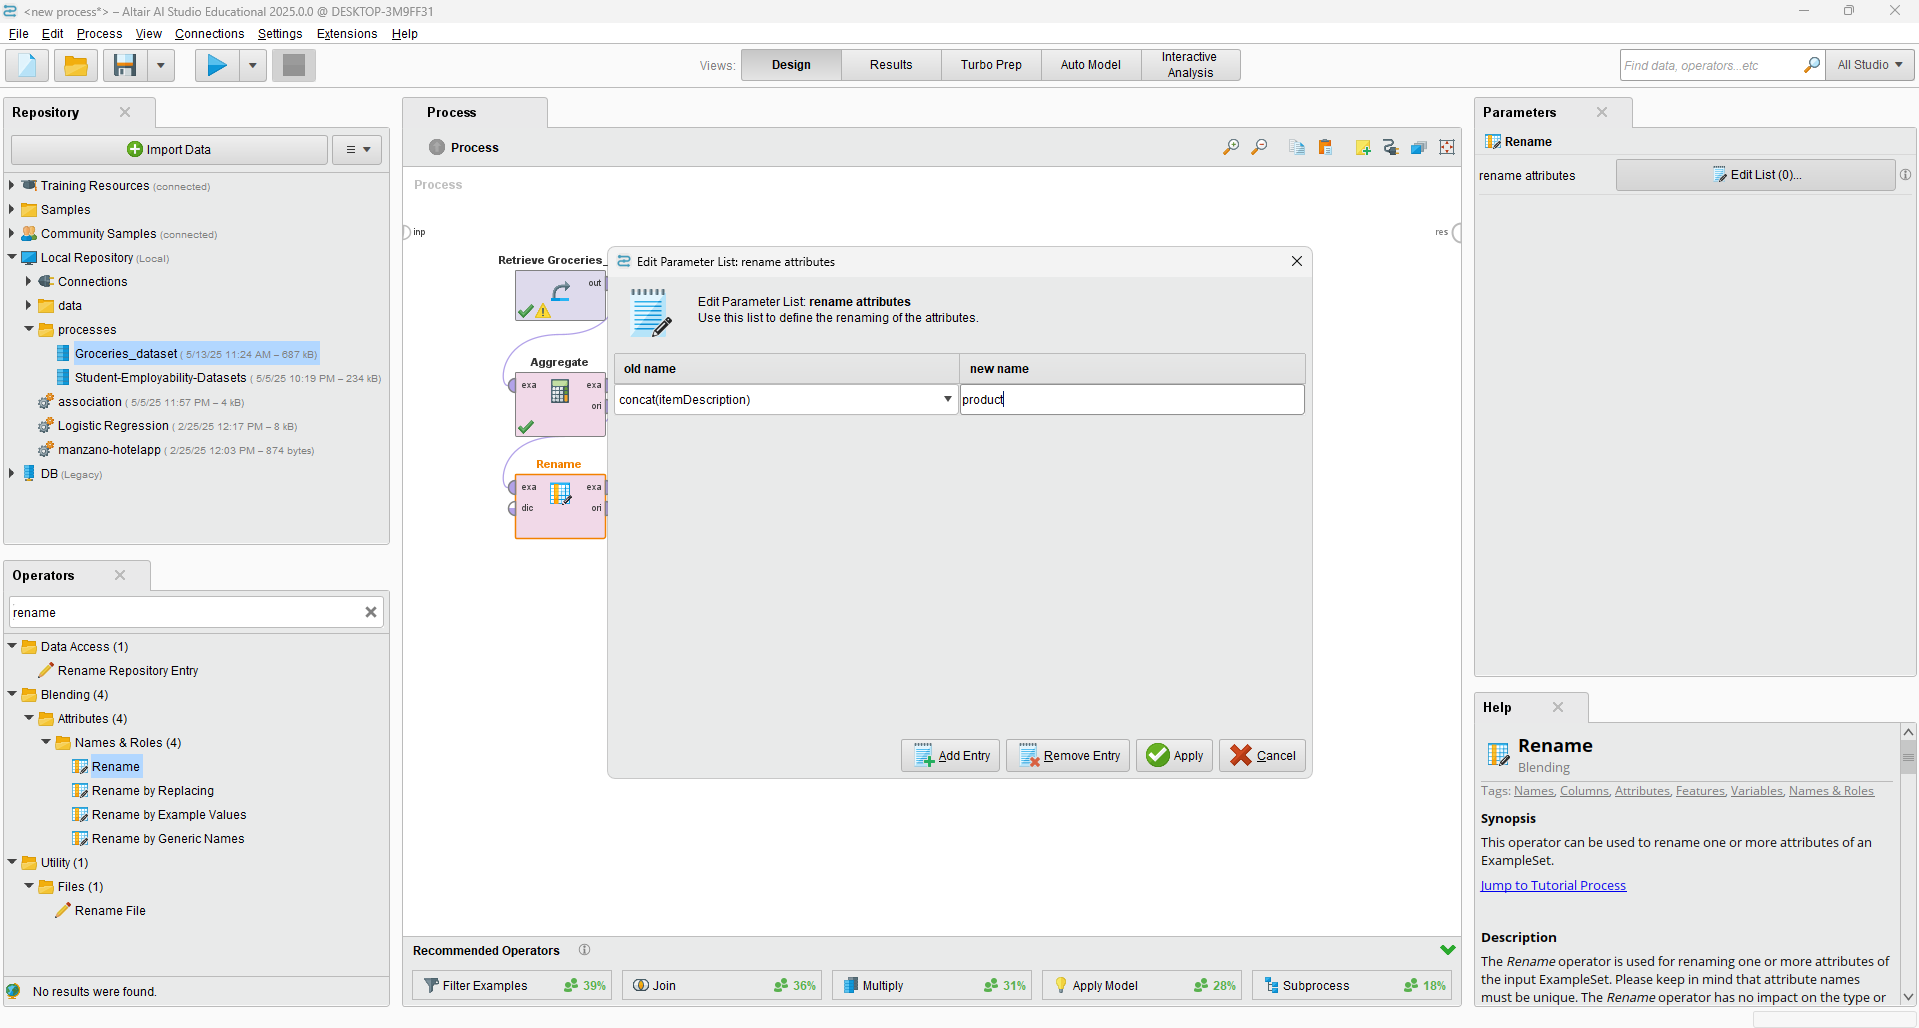 <new process*> – Altair AI Studio Educational 2025.0.0 @ DESKTOP-3M9FF31
File Edit Process View Connections Settings Extensions Help
Views: Design Results Turbo Prep Auto Model Interactive Analysis
Find data, operators...etc All Studio
Repository
Import Data
Training Resources (connected)
Samples
Community Samples (connected)
Local Repository (Local)
Connections
data
processes
Groceries_dataset ( 5/13/25 11:24 AM – 687 kB)
Student-Employability-Datasets ( 5/5/25 10:19 PM – 234 kB)
association ( 5/5/25 11:57 PM – 4 kB)
Logistic Regression ( 2/25/25 12:17 PM – 8 kB)
manzano-hotelapp ( 2/25/25 12:03 PM – 874 bytes)
DB (Legacy)
Operators
rename
Data Access (1)
Rename Repository Entry
Blending (4)
Attributes (4)
Names & Roles (4)
Rename
Rename by Replacing
Rename by Example Values
Rename by Generic Names
Utility (1)
Files (1)
Rename File
No results were found.
Process
Process
Process
inp
res
Retrieve Groceries_
out
Aggregate
exa exa
ori
Rename
exa exa
dic ori
Edit Parameter List: rename attributes
Edit Parameter List: rename attributes
Use this list to define the renaming of the attributes.
old name new name
concat(itemDescription) product
Add Entry Remove Entry Apply Cancel
Recommended Operators
Filter Examples 39% Join 36% Multiply 31% Apply Model 28% Subprocess 18%
Parameters
Rename
rename attributes Edit List (0)...
Help
Rename
Blending
Tags: Names, Columns, Attributes, Features, Variables, Names & Roles
Synopsis
This operator can be used to rename one or more attributes of an
ExampleSet.
Jump to Tutorial Process
Description
The Rename operator is used for renaming one or more attributes of
the input ExampleSet. Please keep in mind that attribute names
must be unique. The Rename operator has no impact on the type or